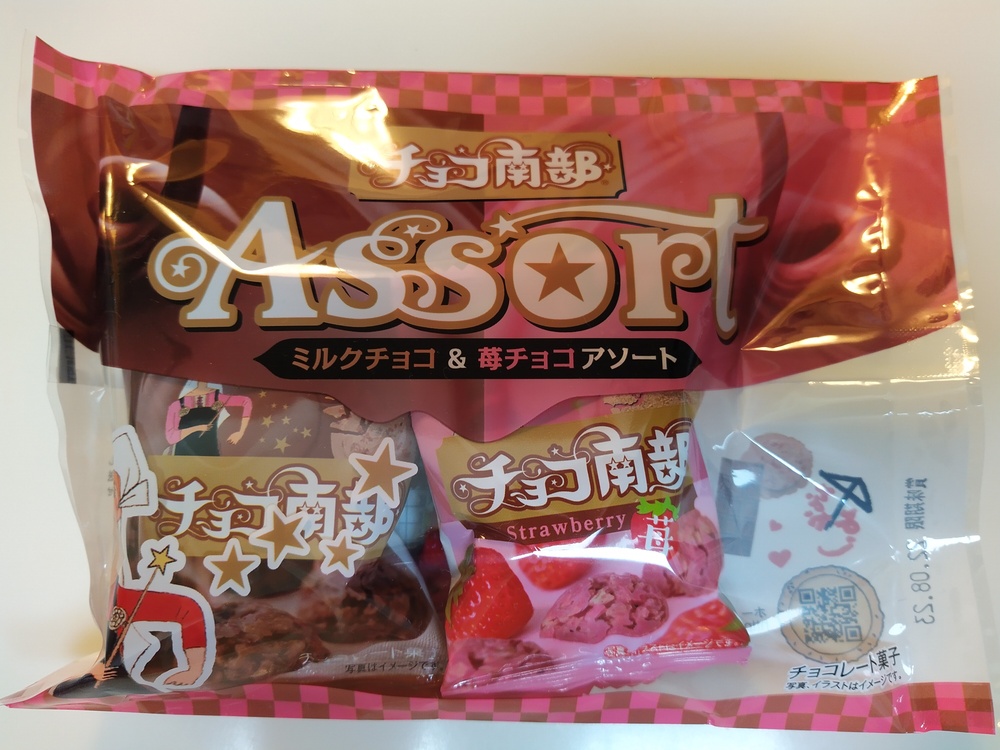 チョコ南部
Assort
ミルクチョコ & 苺チョコアソート
チョコ南部
チョコ南部
Strawberry
苺
写真はイメージです
賞味期限 22.08.23
チョコレート菓子
写真、イラストはイメージです。